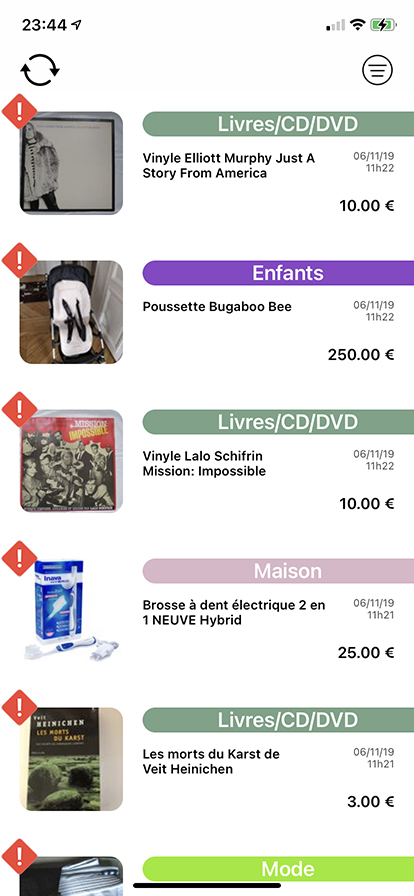 23:44
Livres/CD/DVD
Vinyle Elliott Murphy Just A
Story From America
06/11/19
11h22
10.00 €
Enfants
Poussette Bugaboo Bee
06/11/19
11h22
250.00 €
Livres/CD/DVD
MISSION:
IMPOSSIBLE
Vinyle Lalo Schifrin
Mission: Impossible
06/11/19
11h22
10.00 €
Maison
Inava
Brosse à dent électrique 2 en
1 NEUVE Hybrid
06/11/19
11h21
25.00 €
Livres/CD/DVD
Veit
HEINICHEN
LES MORTS
DU KARST
Les morts du Karst de
Veit Heinichen
06/11/19
11h21
3.00 €
Mode